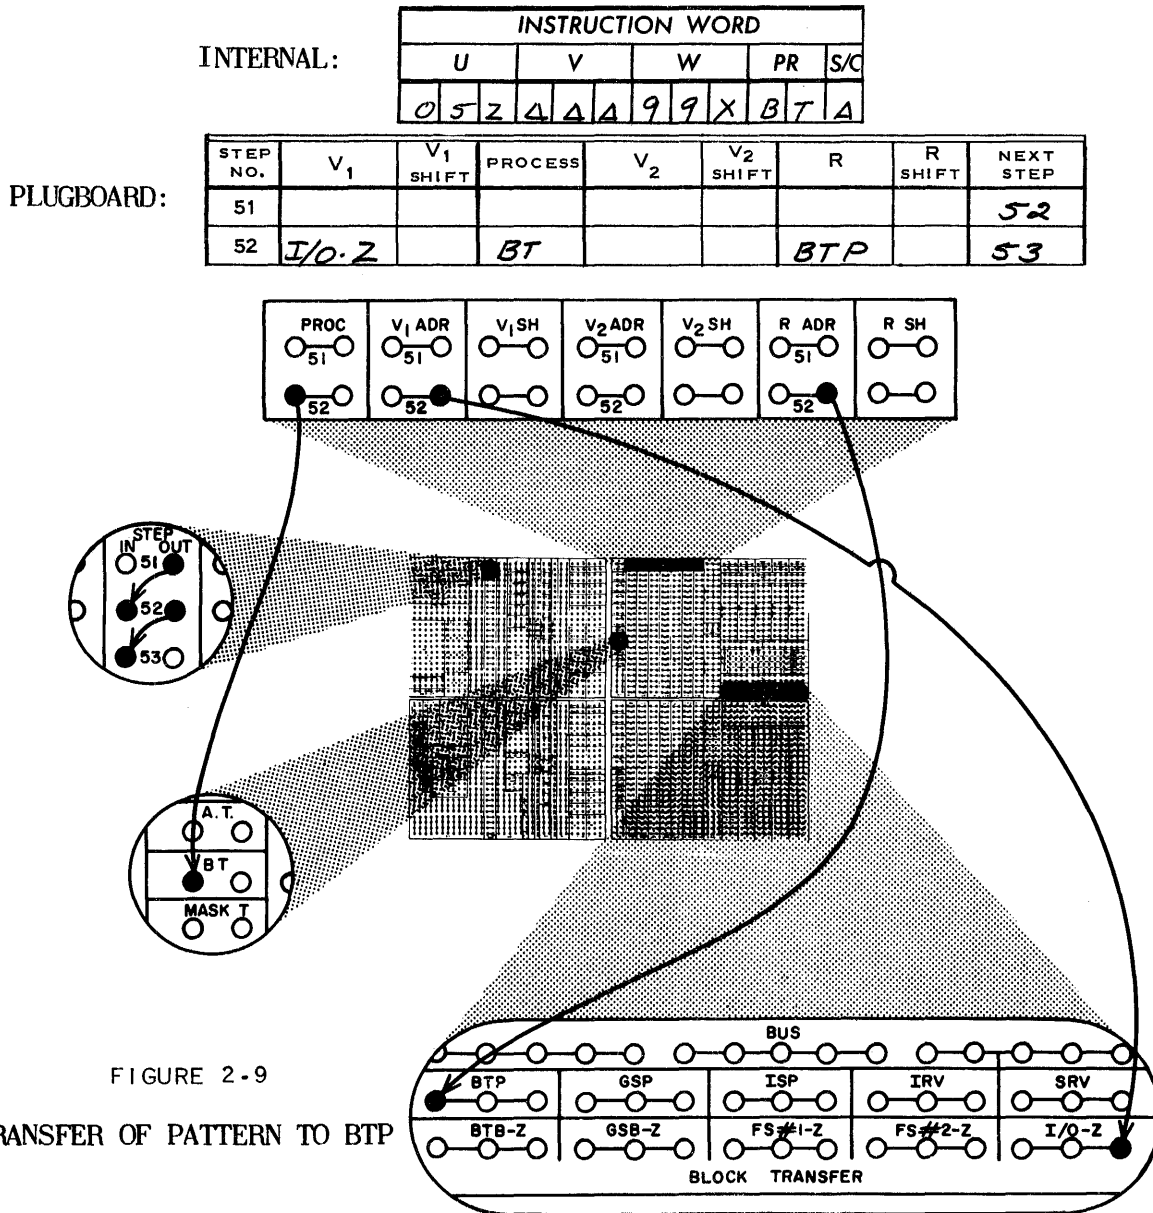 INSTRUCTION WORD
INTERNAL:
U V W PR S/C
0 5 Z Δ Δ Δ 9 9 X B T Δ
PLUGBOARD:
STEP NO. V1 V1 SHIFT PROCESS V2 V2 SHIFT R R SHIFT NEXT STEP
51 52
52 I/O·Z BT BTP 53
PROC V1 ADR V1 SH V2 ADR V2 SH R ADR R SH
51 51 51 51
52 52 52 52
STEP
IN OUT
51
52
53
A.T.
BT
MASK T
BUS
BTP GSP ISP IRV SRV
BTB-Z GSB-Z FS#1-Z FS#2-Z I/O-Z
BLOCK TRANSFER
FIGURE 2-9
RANSFER OF PATTERN TO BTP